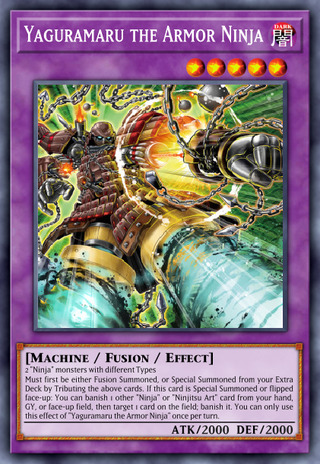 Yaguramaru the Armor Ninja
DARK
闇
[Machine / Fusion / Effect]
2 "Ninja" monsters with different Types
Must first be either Fusion Summoned, or Special Summoned from your Extra
Deck by Tributing the above cards. If this card is Special Summoned or flipped
face-up: You can banish 1 other "Ninja" or "Ninjitsu Art" card from your hand,
GY, or face-up field, then target 1 card on the field; banish it. You can only use
this effect of "Yaguramaru the Armor Ninja" once per turn.
ATK/2000 DEF/2000